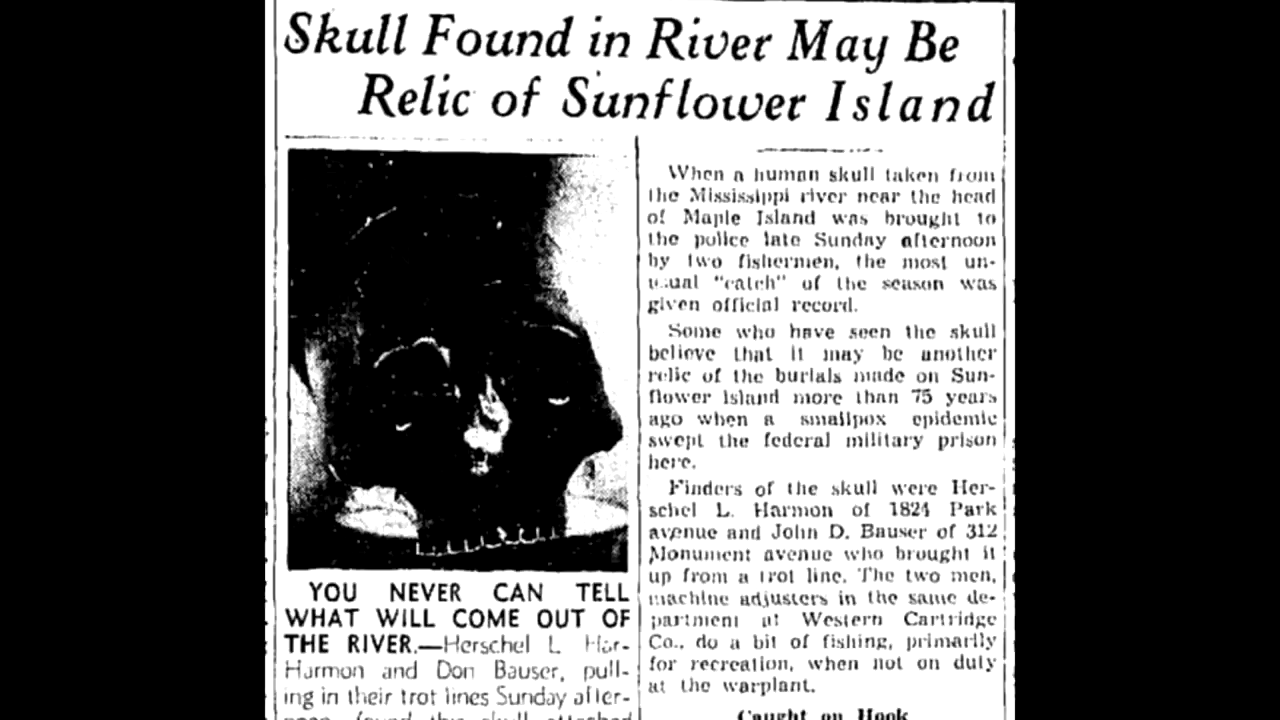 Skull Found in River May Be
Relic of Sunflower Island
YOU NEVER CAN TELL
WHAT WILL COME OUT OF
THE RIVER.—Herschel L. Har-
Harmon and Don Bauser, pull-
ing in their trot lines Sunday after-
noon, found this skull attached
When a human skull taken from
the Mississippi river near the head
of Maple Island was brought to
the police late Sunday afternoon
by two fishermen, the most un-
usual "catch" of the season was
given official record.
Some who have seen the skull
believe that it may be another
relic of the burials made on Sun-
flower Island more than 75 years
ago when a smallpox epidemic
swept the federal military prison
here.
Finders of the skull were Her-
schel L. Harmon of 1824 Park
avenue and John D. Bauser of 312
Monument avenue who brought it
up from a trot line. The two men,
machine adjusters in the same de-
partment at Western Cartridge
Co., do a bit of fishing, primarily
for recreation, when not on duty
at the warplant.
Caught on Hook